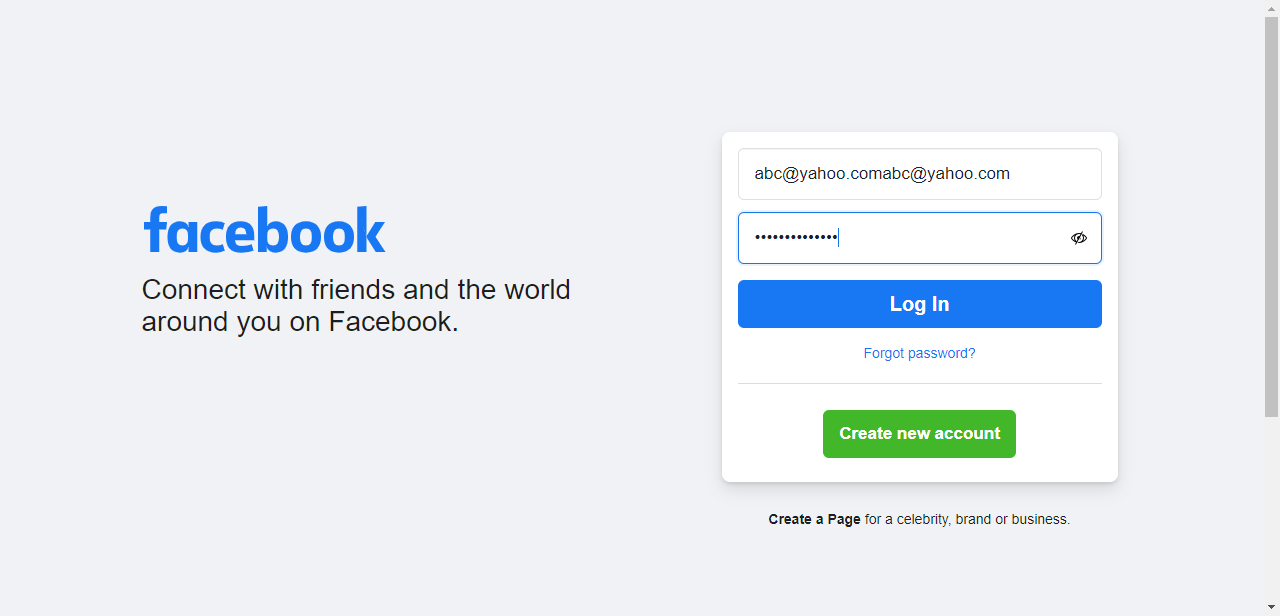 facebook
Connect with friends and the world
around you on Facebook.
abc@yahoo.comabc@yahoo.com
••••••••••••••
Log In
Forgot password?
Create new account
Create a Page for a celebrity, brand or business.